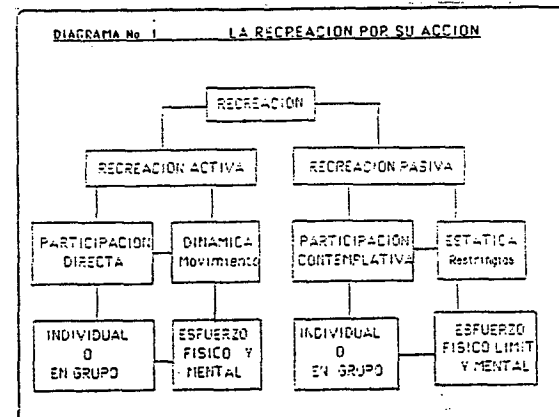 DIAGRAMA No 1 LA RECREACION POR SU ACCION
RECREACION
RECREACION ACTIVA
RECREACION PASIVA
PARTICIPACION
DIRECTA
DINAMICA
Movimiento
PARTICIPACION
CONTEMPLATIVA
ESTATICA
INDIVIDUAL
O
EN GRUPO
ESFUERZO
FISICO Y
MENTAL
INDIVIDUAL
O
EN GRUPO
ESFUERZO
FISICO LIMIT
Y MENTAL